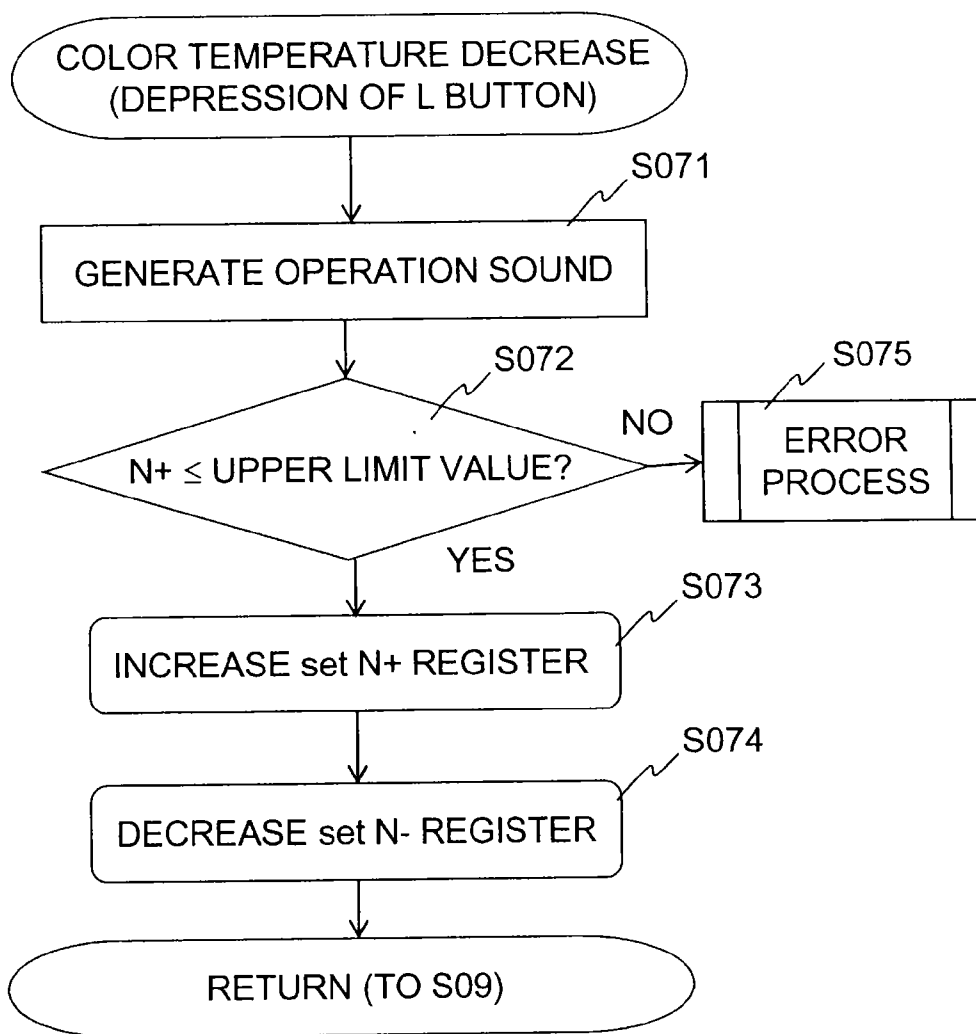 COLOR TEMPERATURE DECREASE
(DEPRESSION OF L BUTTON)
S071
GENERATE OPERATION SOUND
S072
N+ ≤ UPPER LIMIT VALUE?
NO
S075
ERROR
PROCESS
YES
S073
INCREASE set N+ REGISTER
S074
DECREASE set N- REGISTER
RETURN (TO S09)